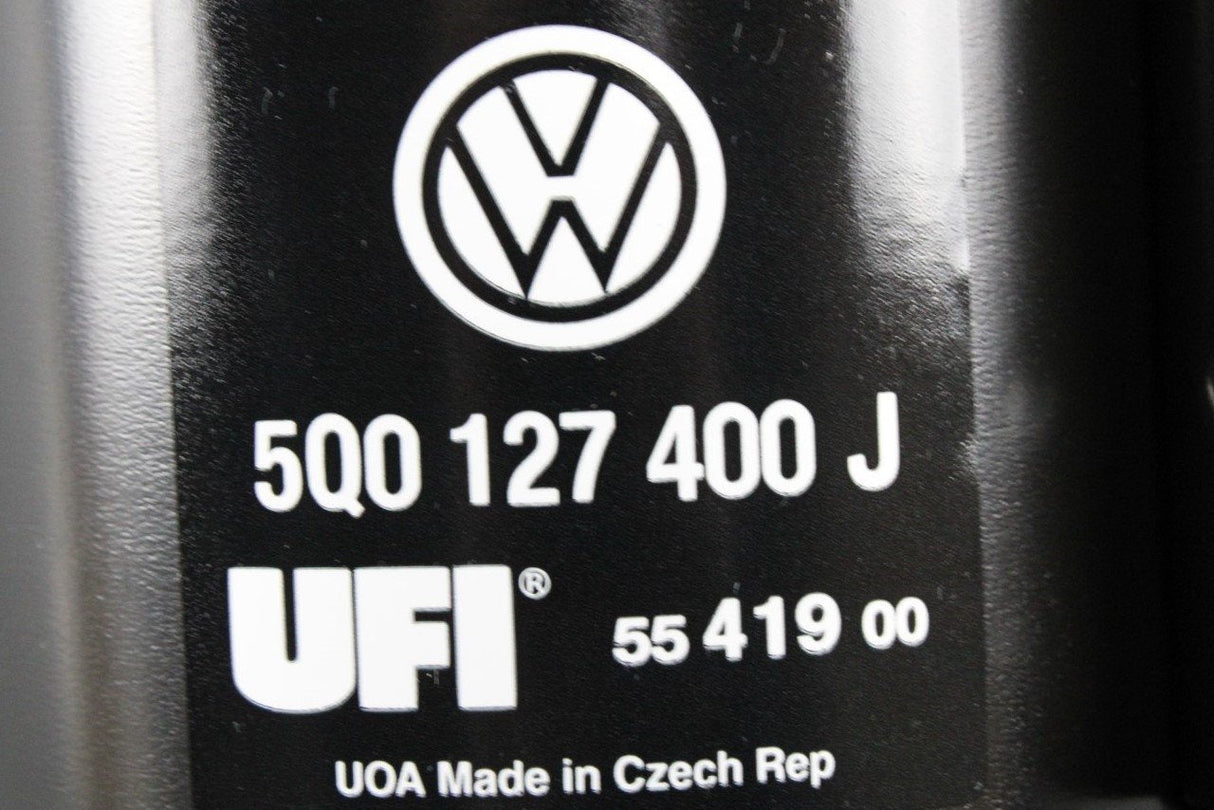 5Q0 127 400 J
UFI® 55 419 00
UOA Made in Czech Rep